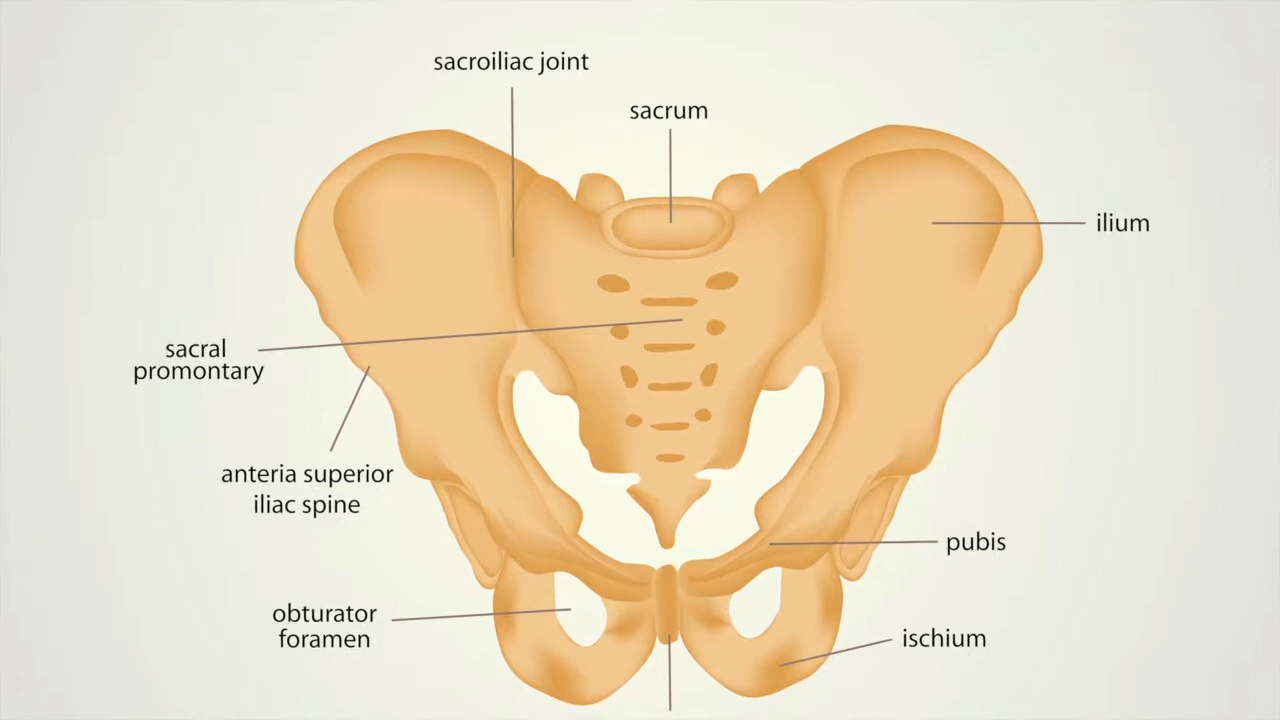 sacroiliac joint
sacrum
ilium
sacral
promontary
anteria superior
iliac spine
pubis
obturator
foramen
ischium